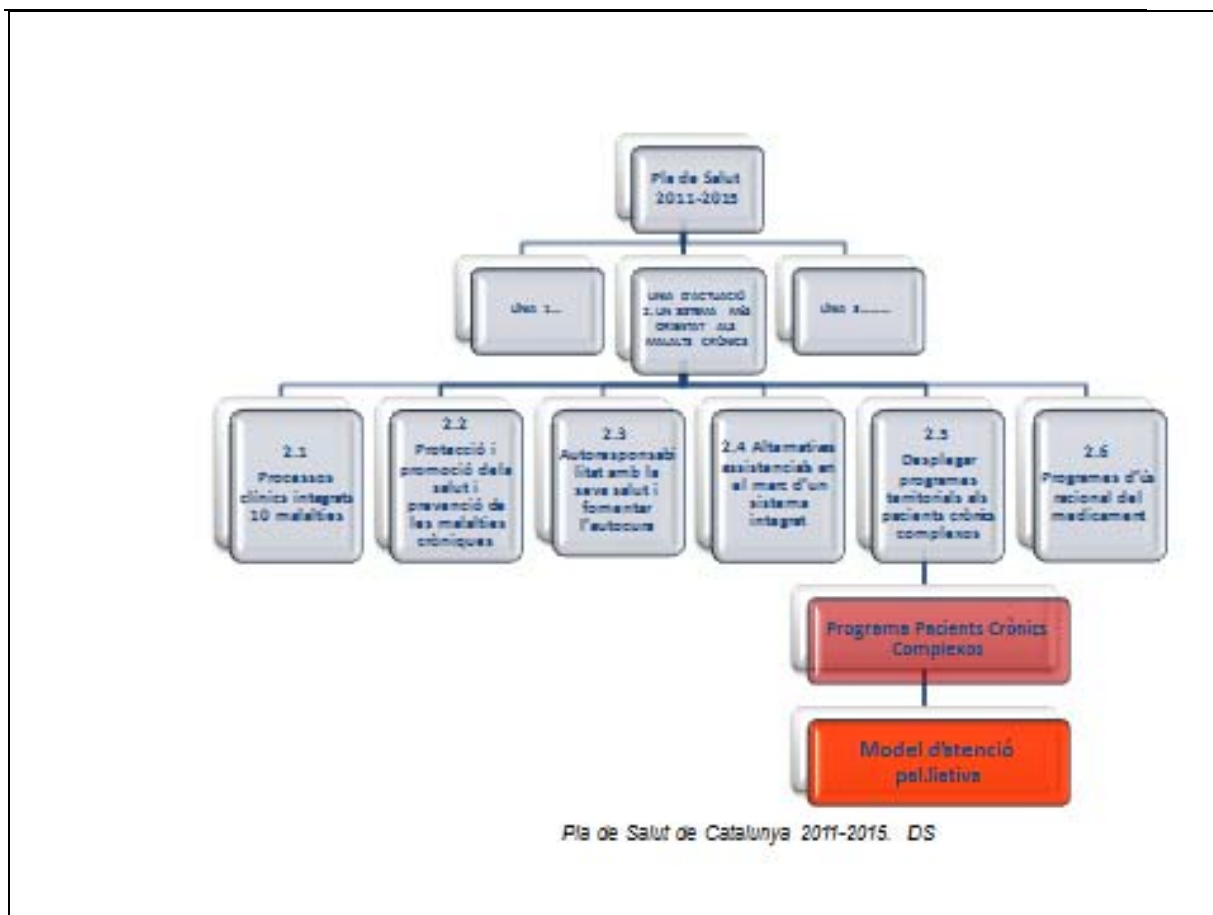 Pla de Salut
2011-2015
LÍNIA 1...
LÍNIA D'ACTUACIÓ
2. UN SISTEMA MÉS
ORIENTAT ALS
MALALTS CRÒNICS
LÍNIA 3.........
2.1
Processos
clínics integrats
10 malalties
2.2
Protecció i
promoció dela
salut i
prevenció de
les malalties
cròniques
2.3
Autoresponsabi
litat amb la
seva salut i
fomentar
l'autocura
2.4 Alternatives
assistencials en
el marc d'un
sistema
integrat
2.5
Desplegar
programes
territorials els
pacients crònics
complexos
2.6
Programes d'ús
racional del
medicament
Programa Pacients Crònics
Complexos
Model d'atenció
pal.liativa
Pla de Salut de Catalunya 2011-2015. DS